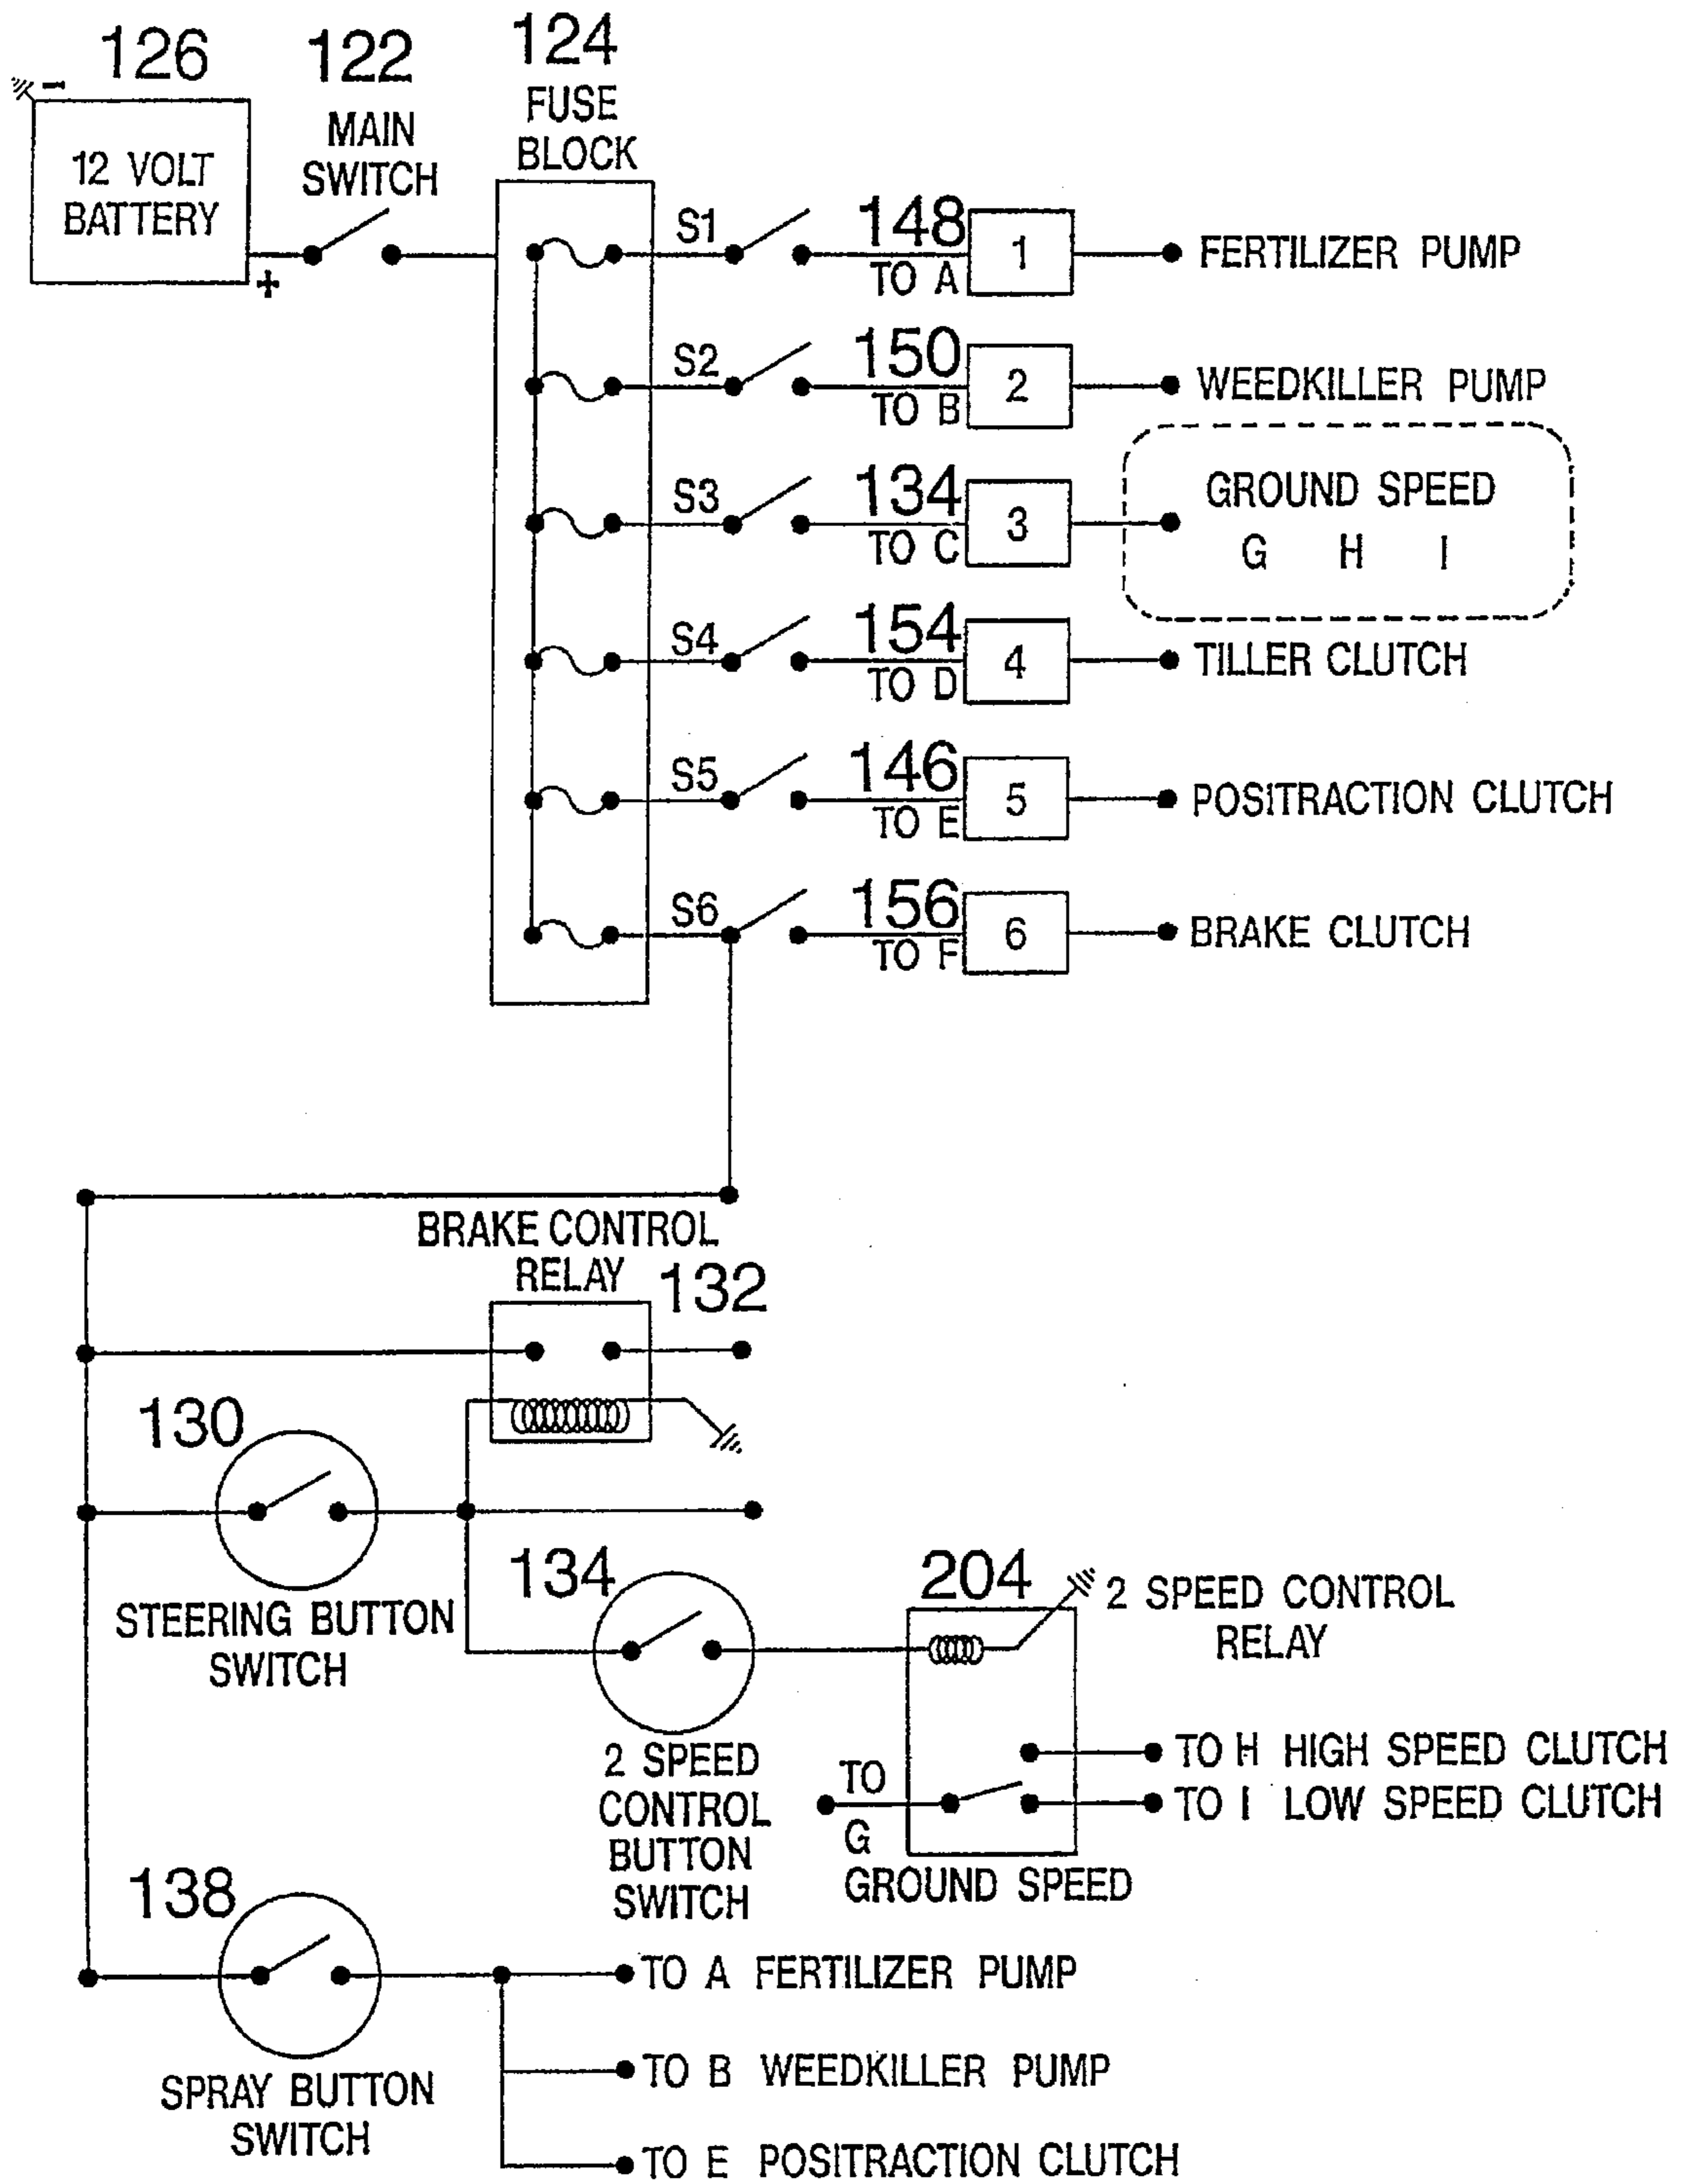 126
122
124
-
12 VOLT
BATTERY
+
MAIN
SWITCH
FUSE
BLOCK
S1
148
TO A
1
FERTILIZER PUMP
S2
150
TO B
2
WEEDKILLER PUMP
S3
134
TO C
3
GROUND SPEED
G H I
S4
154
TO D
4
TILLER CLUTCH
S5
146
TO E
5
POSITRACTION CLUTCH
S6
156
TO F
6
BRAKE CLUTCH
BRAKE CONTROL
RELAY
132
130
STEERING BUTTON
SWITCH
134
2 SPEED
CONTROL
BUTTON
SWITCH
204
2 SPEED CONTROL
RELAY
TO H HIGH SPEED CLUTCH
TO I LOW SPEED CLUTCH
TO
G
GROUND SPEED
138
SPRAY BUTTON
SWITCH
TO A FERTILIZER PUMP
TO B WEEDKILLER PUMP
TO E POSITRACTION CLUTCH